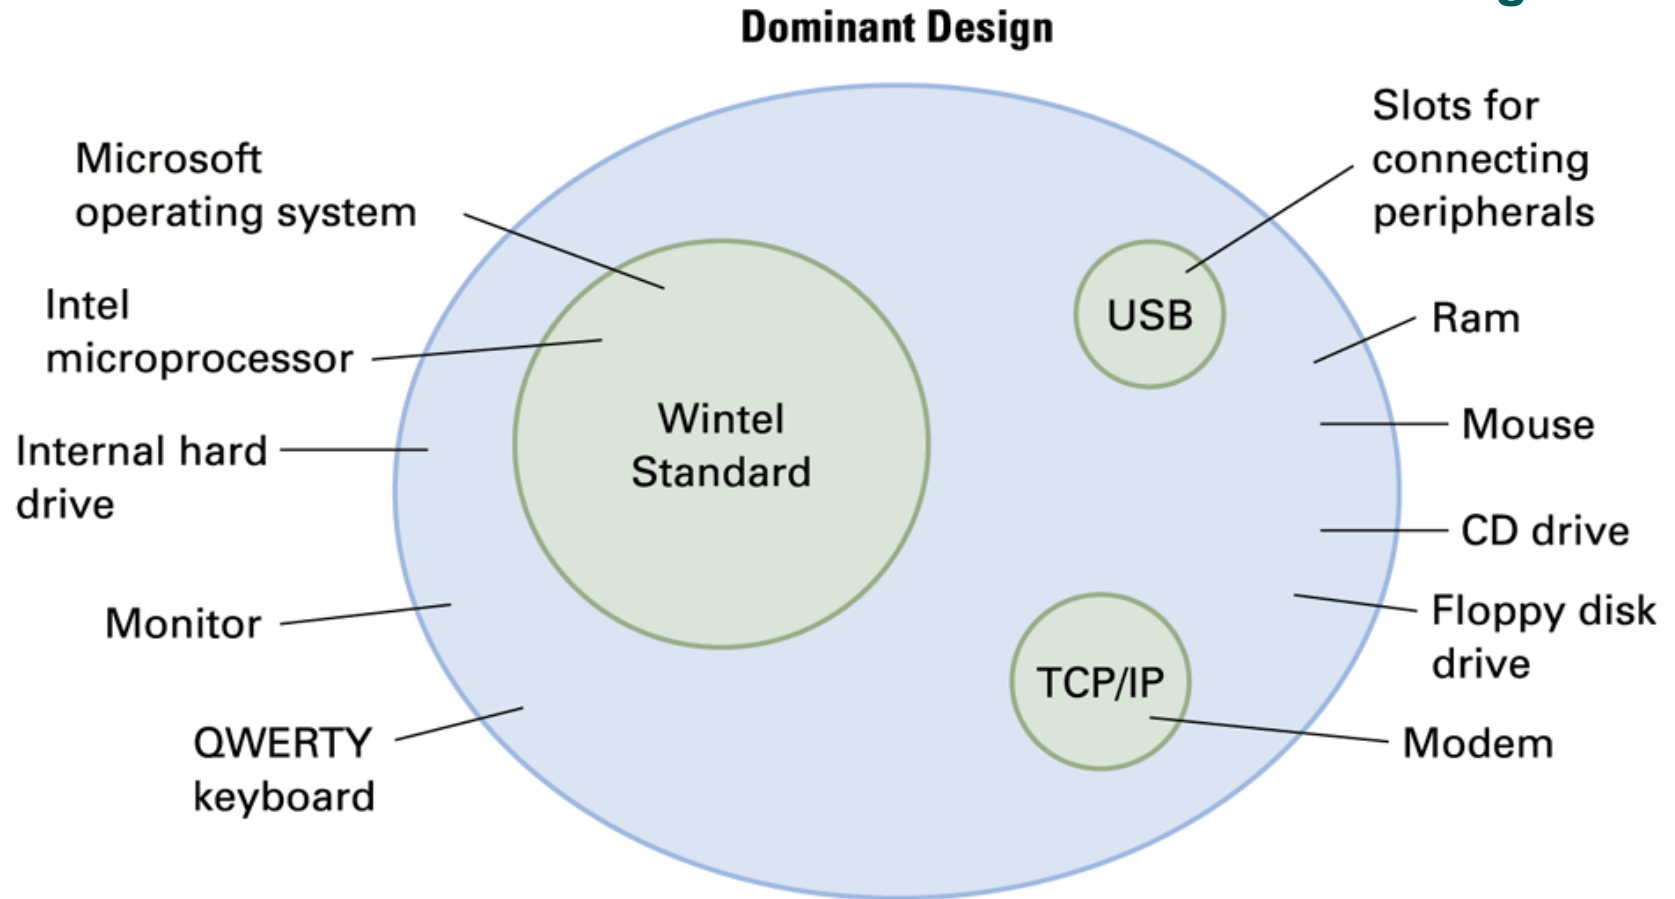 Dominant Design
Microsoft
operating system
Intel
microprocessor
Internal hard
drive
Monitor
QWERTY
keyboard
Wintel
Standard
USB
TCP/IP
Slots for
connecting
peripherals
Ram
Mouse
CD drive
Floppy disk
drive
Modem